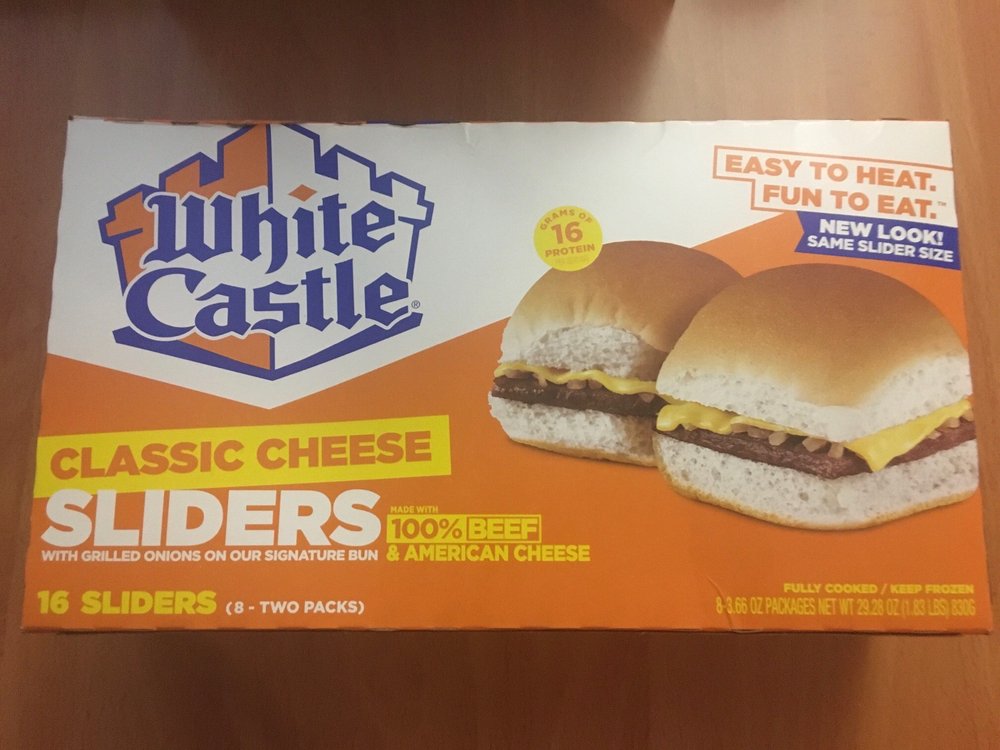 White
Castle®
GRAMS OF
16
PROTEIN
EASY TO HEAT.
FUN TO EAT.™
NEW LOOK!
SAME SLIDER SIZE
CLASSIC CHEESE
SLIDERS
WITH GRILLED ONIONS ON OUR SIGNATURE BUN
MADE WITH
100% BEEF
& AMERICAN CHEESE
16 SLIDERS (8 - TWO PACKS)
FULLY COOKED / KEEP FROZEN
8-3.66 OZ PACKAGES NET WT 29.28 OZ (1.83 LBS) 830G